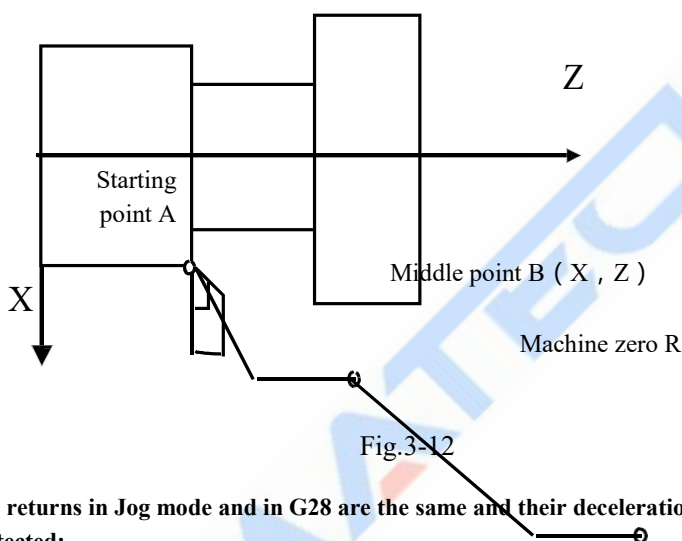 Z
Starting
point A
Middle point B ( X , Z )
X
Machine zero R
Fig.3-12
returns in Jog mode and in G28 are the same and their deceleratio